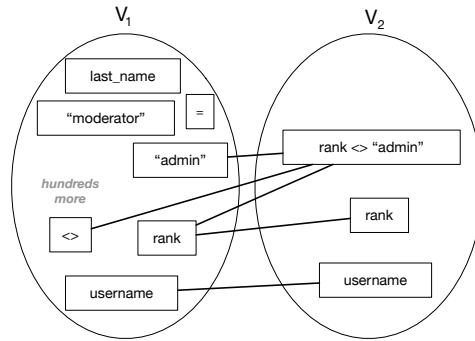 V1
V2
last_name
“moderator”
=
“admin”
rank <> “admin”
hundreds
more
<>
rank
rank
username
username